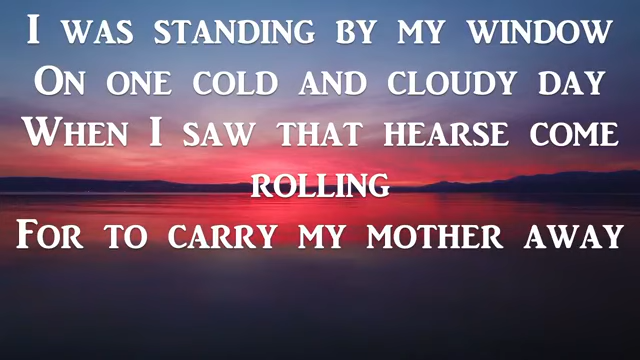 I was standing by my window
On one cold and cloudy day
When I saw that hearse come
rolling
For to carry my mother away